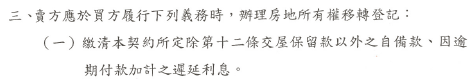 三、賣方應於買方履行下列義務時，辦理房地所有權移轉登記：
（一）繳清本契約所定除第十二條交屋保留款以外之自備款、因逾
期付款加計之遲延利息。